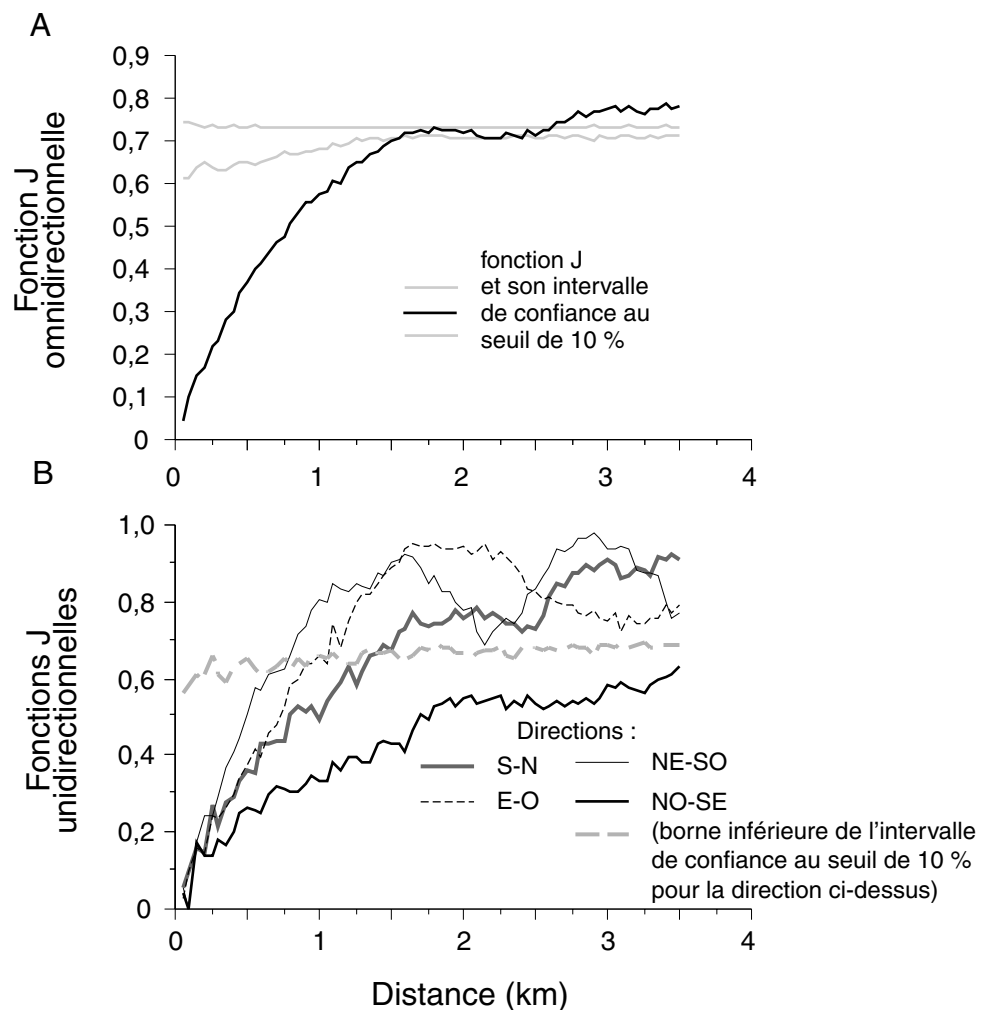 A
Fonction J
omnidirectionnelle
0,9
0,8
0,7
0,6
0,5
0,4
0,3
0,2
0,1
0
fonction J
et son intervalle
de confiance au
seuil de 10 %
0
1
2
3
4
B
Fonctions J
unidirectionnelles
1,0
0,8
0,6
0,4
0,2
0
Directions :
S-N
NE-SO
E-O
NO-SE
(borne inférieure de l'intervalle
de confiance au seuil de 10 %
pour la direction ci-dessus)
0
1
2
3
4
Distance (km)